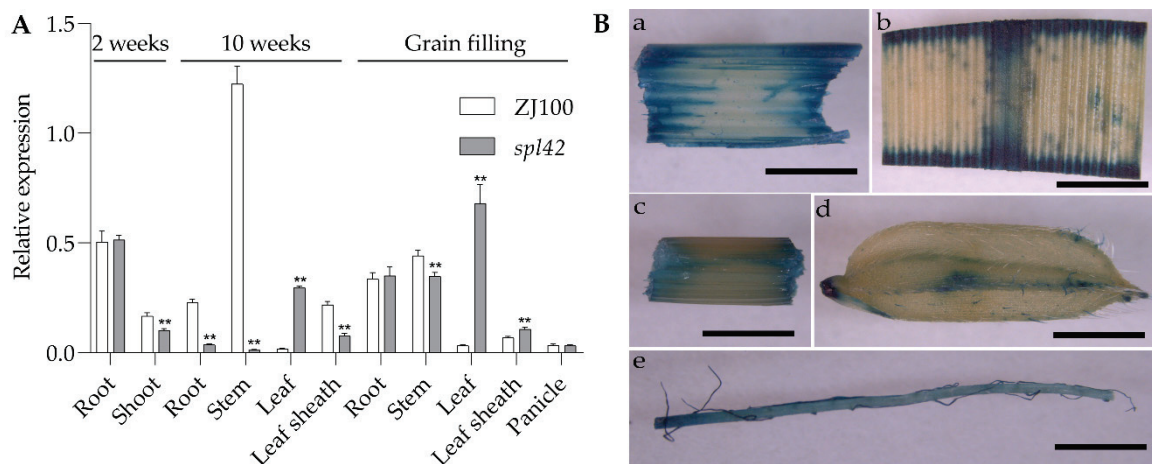 A
1.5
2 weeks
10 weeks
Grain filling
ZJ100
spl42
1.0
Relative expression
0.5
0.0
**
**
**
**
**
**
**
**
Root
Shoot
Root
Stem
Leaf
Leaf sheath
Root
Stem
Leaf
Leaf sheath
Panicle
B
a
b
c
d
e